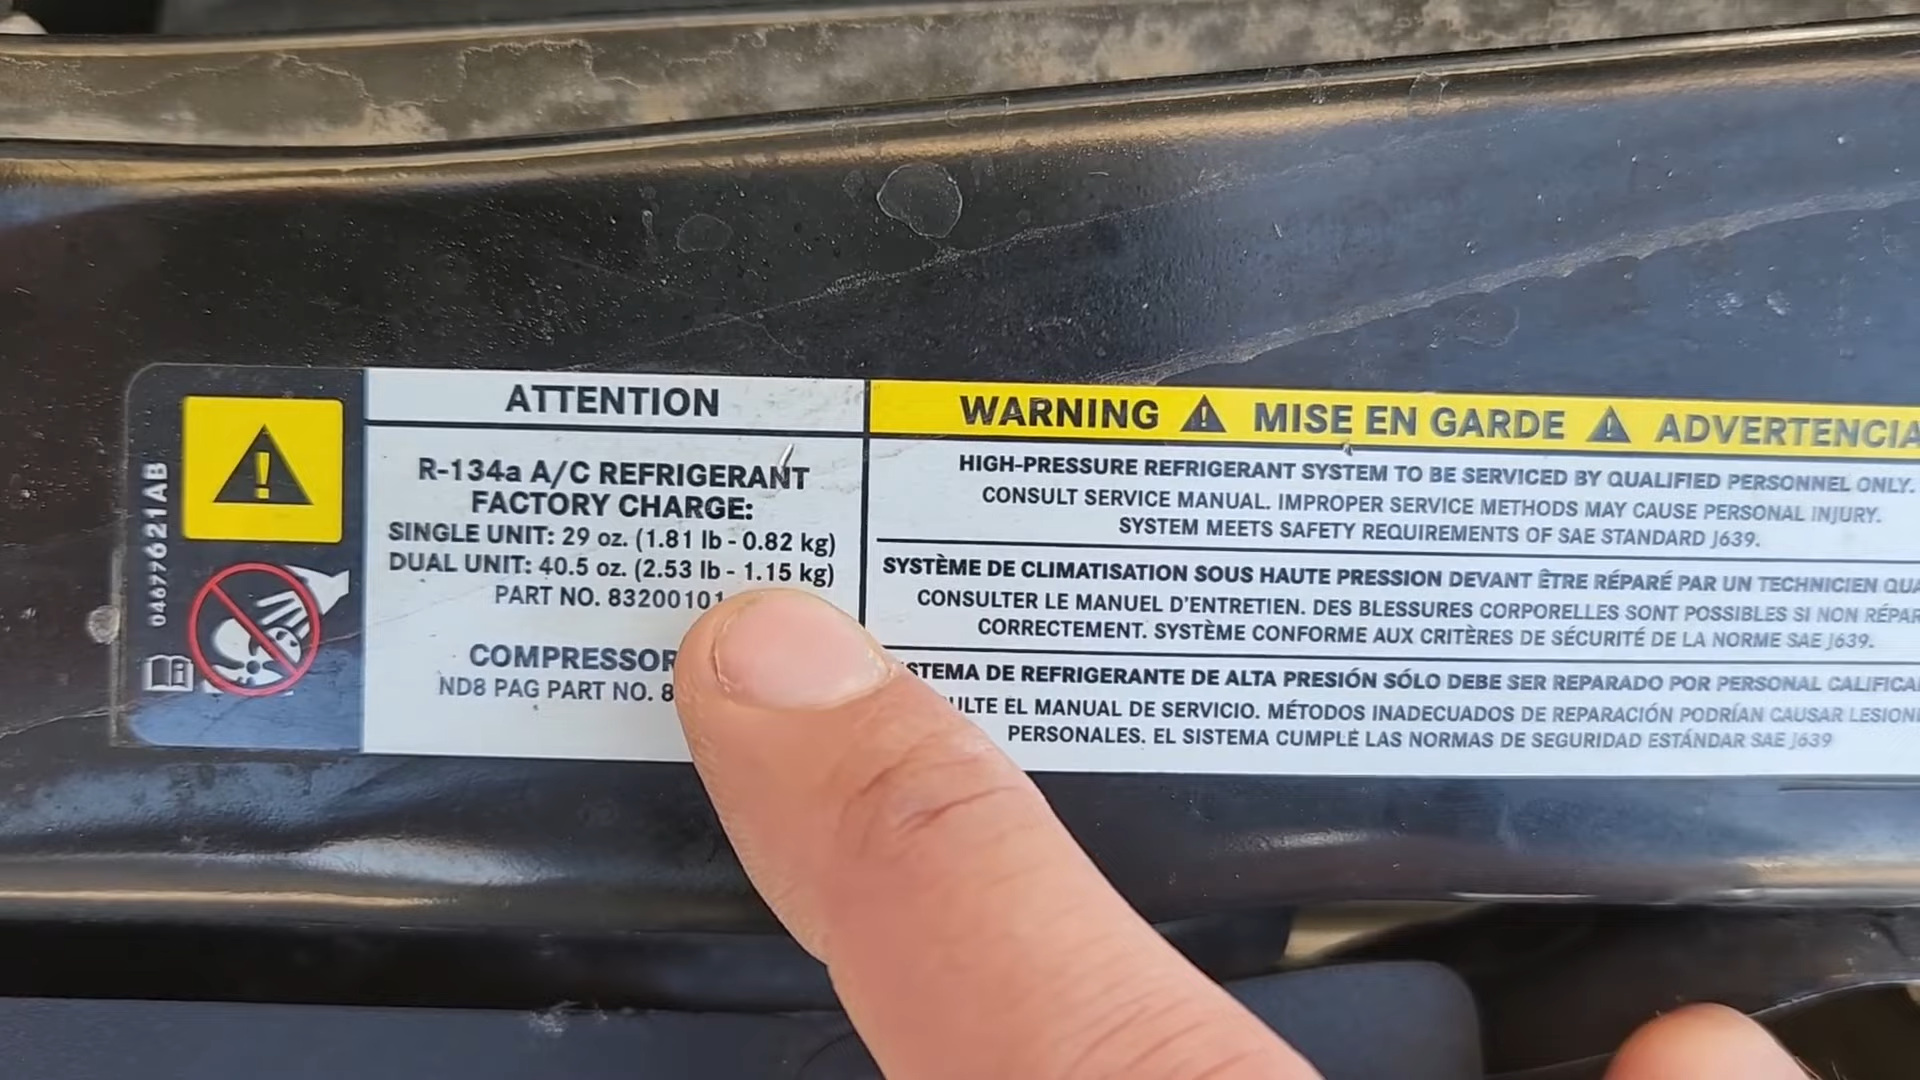 04677621AB
ATTENTION
R-134a A/C REFRIGERANT
FACTORY CHARGE:
SINGLE UNIT: 29 oz. (1.81 lb - 0.82 kg)
DUAL UNIT: 40.5 oz. (2.53 lb - 1.15 kg)
PART NO. 83200101
COMPRESSOR
ND8 PAG PART NO. 8
WARNING MISE EN GARDE ADVERTENCIA
HIGH-PRESSURE REFRIGERANT SYSTEM TO BE SERVICED BY QUALIFIED PERSONNEL ONLY.
CONSULT SERVICE MANUAL. IMPROPER SERVICE METHODS MAY CAUSE PERSONAL INJURY.
SYSTEM MEETS SAFETY REQUIREMENTS OF SAE STANDARD J639.
SYSTÈME DE CLIMATISATION SOUS HAUTE PRESSION DEVANT ÊTRE RÉPARÉ PAR UN TECHNICIEN QUA
CONSULTER LE MANUEL D'ENTRETIEN. DES BLESSURES CORPORELLES SONT POSSIBLES SI NON RÉPAR
CORRECTEMENT. SYSTÈME CONFORME AUX CRITÈRES DE SÉCURITÉ DE LA NORME SAE J639.
STEMA DE REFRIGERANTE DE ALTA PRESIÓN SÓLO DEBE SER REPARADO POR PERSONAL CALIFICA
ULTE EL MANUAL DE SERVICIO. MÉTODOS INADECUADOS DE REPARACIÓN PODRÍAN CAUSAR LESION
PERSONALES. EL SISTEMA CUMPLE LAS NORMAS DE SEGURIDAD ESTÁNDAR SAE J639